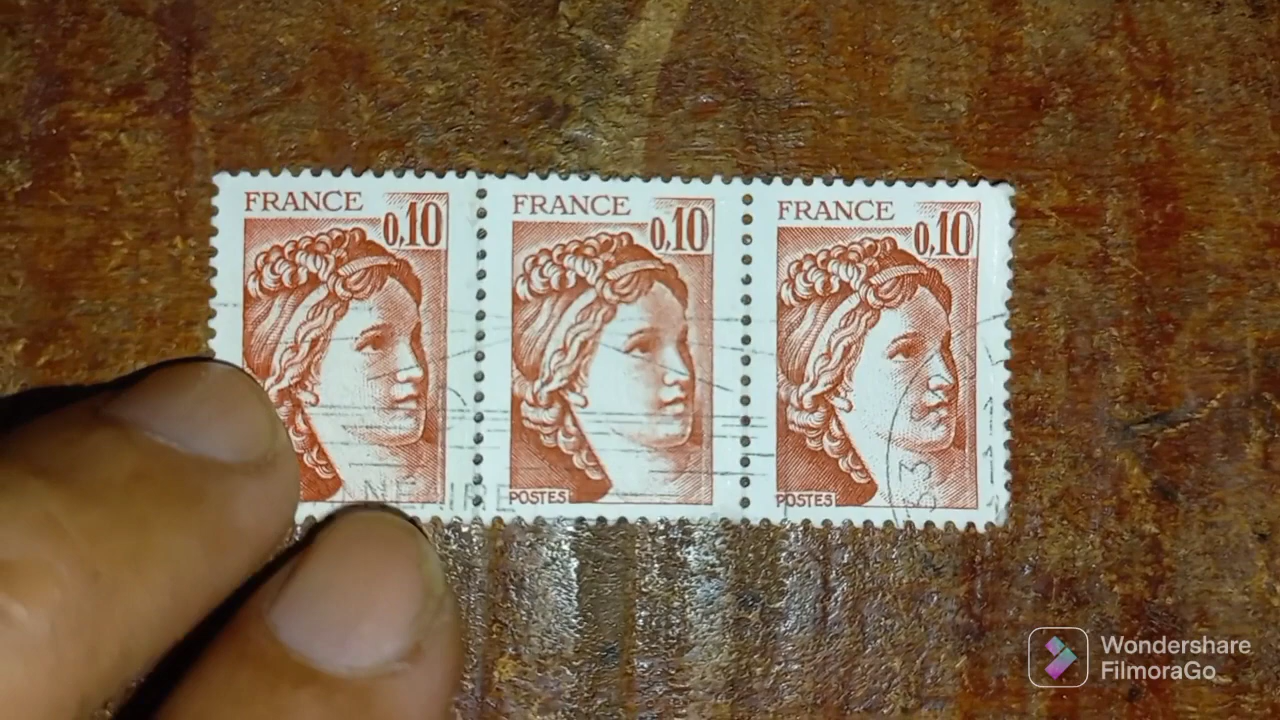 FRANCE
0,10
FRANCE
0,10
FRANCE
0,10
POSTES
POSTES
Wondershare
FilmoraGo